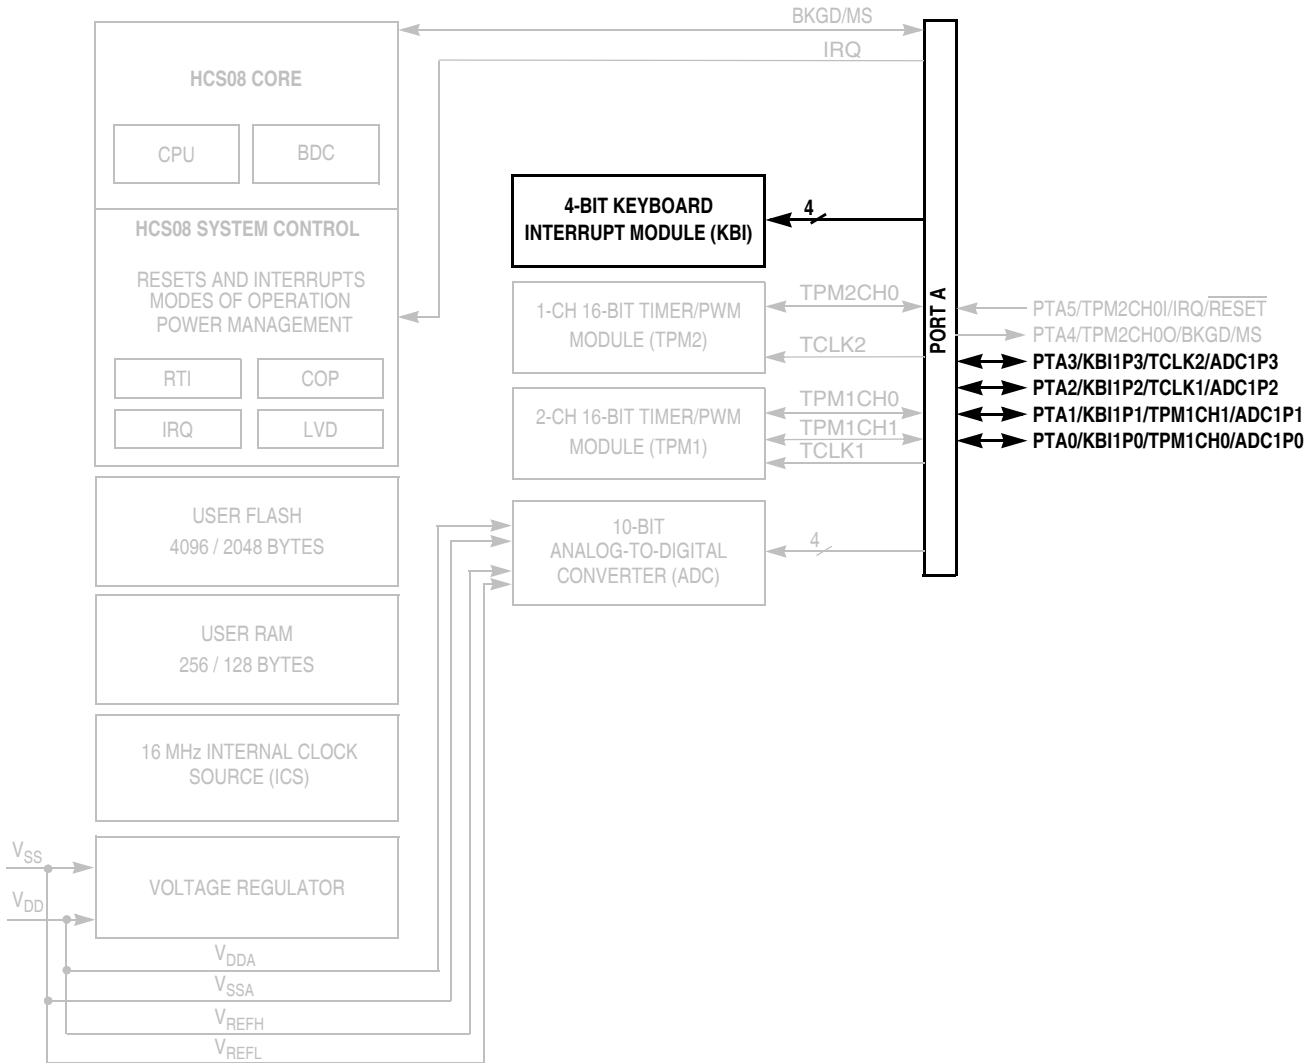 BKGD/MS
IRQ
HCS08 CORE
CPU
BDC
HCS08 SYSTEM CONTROL
RESETS AND INTERRUPTS
MODES OF OPERATION
POWER MANAGEMENT
RTI
COP
IRQ
LVD
USER FLASH
4096 / 2048 BYTES
USER RAM
256 / 128 BYTES
16 MHz INTERNAL CLOCK
SOURCE (ICS)
VOLTAGE REGULATOR
VSS
VDD
VDDA
VSSA
VREFH
VREFL
4-BIT KEYBOARD
INTERRUPT MODULE (KBI)
4
1-CH 16-BIT TIMER/PWM
MODULE (TPM2)
TPM2CH0
TCLK2
2-CH 16-BIT TIMER/PWM
MODULE (TPM1)
TPM1CH0
TPM1CH1
TCLK1
10-BIT
ANALOG-TO-DIGITAL
CONVERTER (ADC)
4
PORT A
PTA5/TPM2CH0I/IRQ/RESET
PTA4/TPM2CH0O/BKGD/MS
PTA3/KBI1P3/TCLK2/ADC1P3
PTA2/KBI1P2/TCLK1/ADC1P2
PTA1/KBI1P1/TPM1CH1/ADC1P1
PTA0/KBI1P0/TPM1CH0/ADC1P0